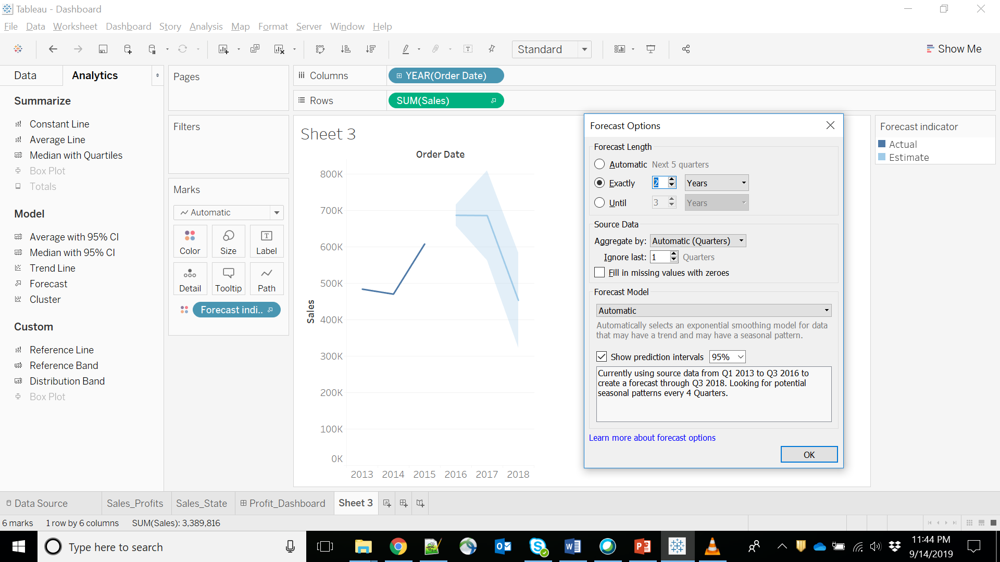 Tableau - Dashboard
File Data Worksheet Dashboard Story Analysis Map Format Server Window Help
Standard
Show Me
Data Analytics
Summarize
Constant Line
Average Line
Median with Quartiles
Box Plot
Totals
Model
Average with 95% CI
Median with 95% CI
Trend Line
Forecast
Cluster
Custom
Reference Line
Reference Band
Distribution Band
Box Plot
Pages
Filters
Marks
Automatic
Color Size Label
Detail Tooltip Path
Forecast indi..
Columns YEAR(Order Date)
Rows SUM(Sales)
Sheet 3
Order Date
800K
700K
600K
500K
400K
300K
200K
100K
0K
Sales
2013 2014 2015 2016 2017 2018
Forecast Options
Forecast Length
Automatic Next 5 quarters
Exactly 2 Years
Until 3 Years
Source Data
Aggregate by: Automatic (Quarters)
Ignore last: 1 Quarters
Fill in missing values with zeroes
Forecast Model
Automatic
Automatically selects an exponential smoothing model for data
that may have a trend and may have a seasonal pattern.
Show prediction intervals 95%
Currently using source data from Q1 2013 to Q3 2016 to
create a forecast through Q3 2018. Looking for potential
seasonal patterns every 4 Quarters.
Learn more about forecast options
OK
Forecast indicator
Actual
Estimate
Data Source Sales_Profits Sales_State Profit_Dashboard Sheet 3
6 marks 1 row by 6 columns SUM(Sales): 3,389,816
Type here to search
11:44 PM
9/14/2019